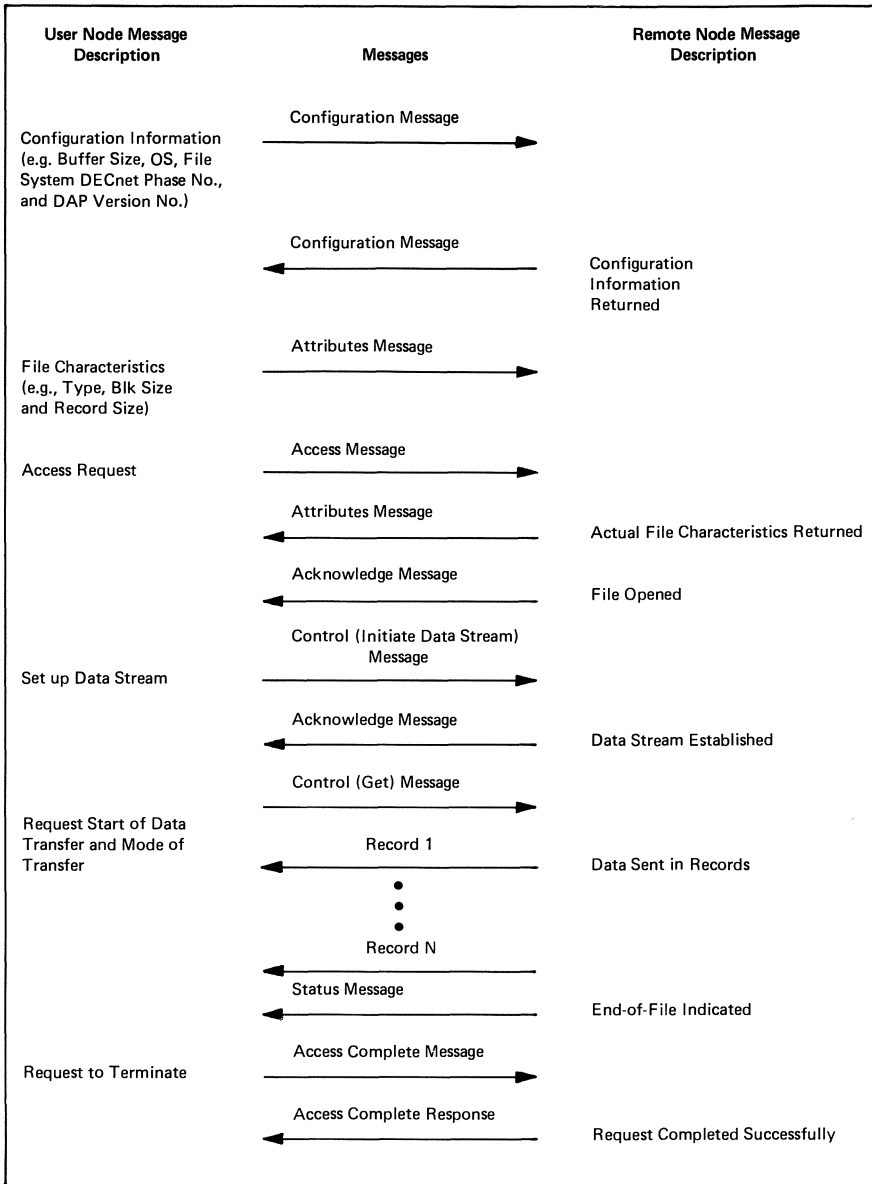 User Node Message
Description
Messages
Remote Node Message
Description
Configuration Message
Configuration Information
(e.g. Buffer Size, OS, File
System DECnet Phase No.,
and DAP Version No.)
Configuration Message
Configuration
Information
Returned
Attributes Message
File Characteristics
(e.g., Type, Blk Size
and Record Size)
Access Message
Access Request
Attributes Message
Actual File Characteristics Returned
Acknowledge Message
File Opened
Control (Initiate Data Stream)
Message
Set up Data Stream
Acknowledge Message
Data Stream Established
Control (Get) Message
Request Start of Data
Transfer and Mode of
Transfer
Record 1
Data Sent in Records
Record N
Status Message
End-of-File Indicated
Access Complete Message
Request to Terminate
Access Complete Response
Request Completed Successfully